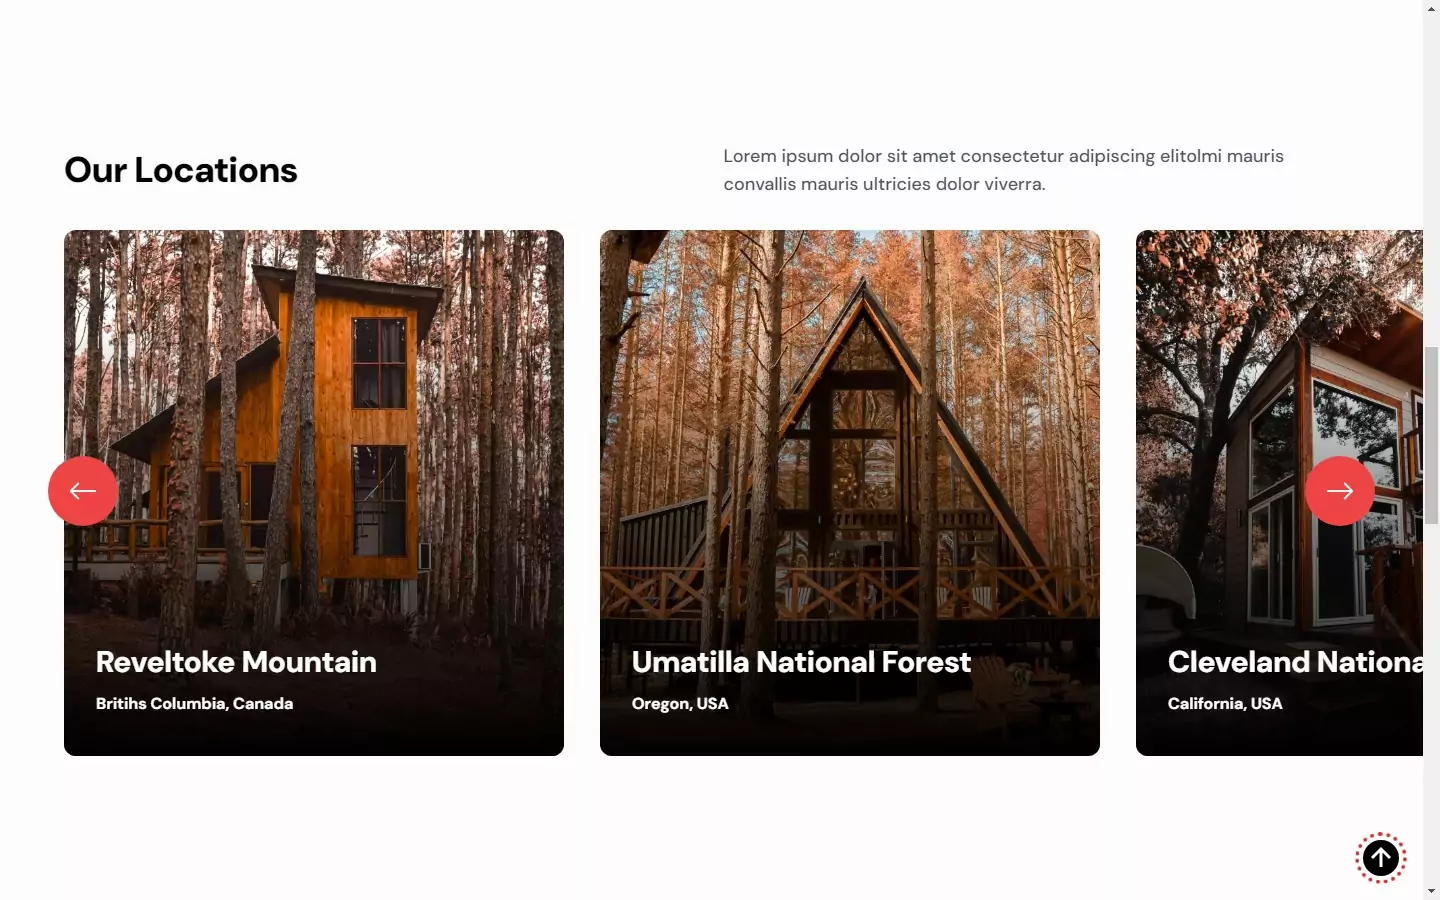 Our Locations
Lorem ipsum dolor sit amet consectetur adipiscing elitolmi mauris
convallis mauris ultricies dolor viverra.
Reveltoke Mountain
Britihs Columbia, Canada
Umatilla National Forest
Oregon, USA
Cleveland Nationa
California, USA